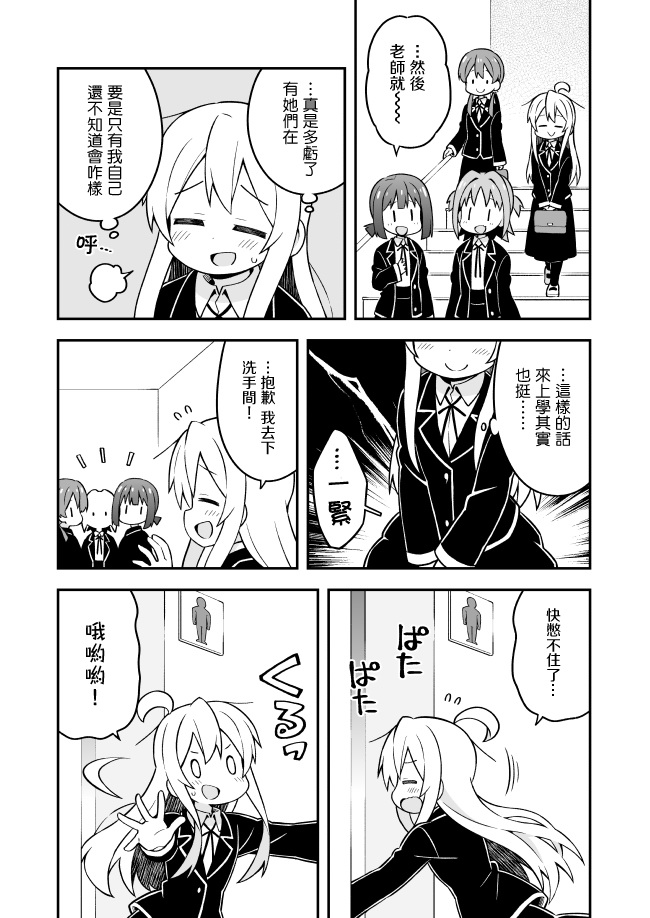 …然後
老師就～
…真是多虧了
有她們在
要是只有我自己
還不知道會咋樣
呼…
…這樣的話
來上學其實
也挺……
……一緊
…抱歉 我去下
洗手間！
快憋不住了…
ぱた
ぱた
くるっ
哦喲喲！